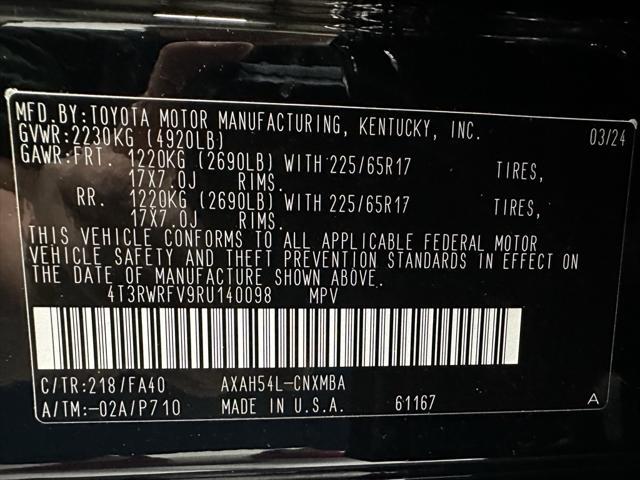 MFD.BY:TOYOTA MOTOR MANUFACTURING, KENTUCKY, INC. 03/24
GVWR:2230KG (4920LB)
GAWR:FRT. 1220KG (2690LB) WITH 225/65R17 TIRES,
17X7.0J RIMS.
RR. 1220KG (2690LB) WITH 225/65R17 TIRES,
17X7.0J RIMS.
THIS VEHICLE CONFORMS TO ALL APPLICABLE FEDERAL MOTOR
VEHICLE SAFETY AND THEFT PREVENTION STANDARDS IN EFFECT ON
THE DATE OF MANUFACTURE SHOWN ABOVE.
4T3RWRFV9RU140098 MPV
C/TR:218/FA40 AXAH54L-CNXMBA
A/TM:-02A/P710 MADE IN U.S.A. 61167 A